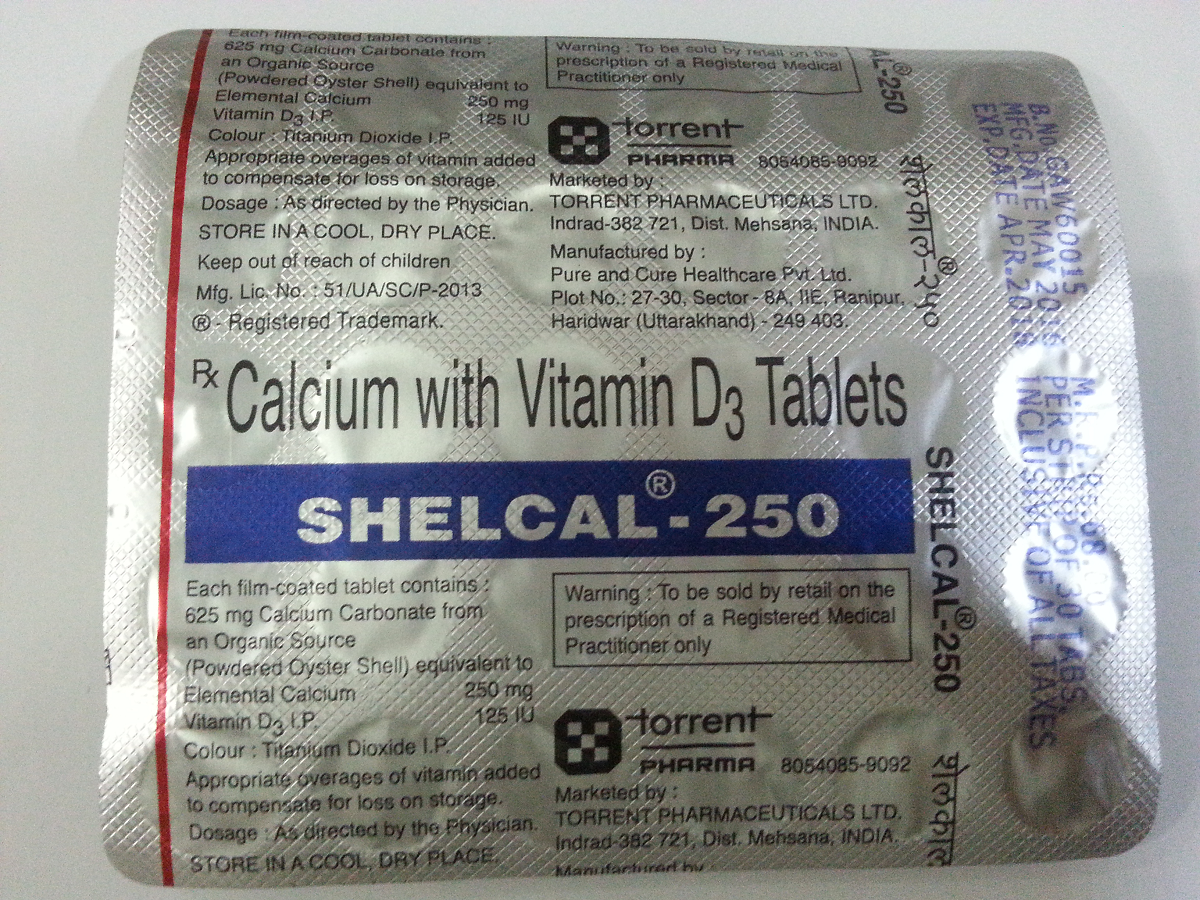 Each film-coated tablet contains :
625 mg Calcium Carbonate from
an Organic Source
(Powdered Oyster Shell) equivalent to
Elemental Calcium 250 mg
Vitamin D3 I.P. 125 IU
Colour : Titanium Dioxide I.P.
Appropriate overages of vitamin added
to compensate for loss on storage.
Dosage : As directed by the Physician.
STORE IN A COOL, DRY PLACE.
Keep out of reach of children
Mfg. Lic. No. : 51/UA/SC/P-2013
® - Registered Trademark.
Warning : To be sold by retail on the
prescription of a Registered Medical
Practitioner only
torrent
PHARMA 8054085-9092
Marketed by :
TORRENT PHARMACEUTICALS LTD.
Indrad-382 721, Dist. Mehsana, INDIA.
Manufactured by :
Pure and Cure Healthcare Pvt. Ltd.
Plot No.: 27-30, Sector - 8A, IIE, Ranipur,
Haridwar (Uttarakhand) - 249 403.
AL®-250
शेलकाल®-२५०
B.NO.GAW60015
MFG.DATE MAY 2016
EXP.DATE APR.
Rx Calcium with Vitamin D3 Tablets
SHELCAL® - 250
SHELCAL®-250
PER STRIP OF 30 TABS.
INCLUSIVE OF ALL TAXES
Each film-coated tablet contains :
625 mg Calcium Carbonate from
an Organic Source
(Powdered Oyster Shell) equivalent to
Elemental Calcium 250 mg
Vitamin D3 I.P. 125 IU
Colour : Titanium Dioxide I.P.
Appropriate overages of vitamin added
to compensate for loss on storage.
Dosage : As directed by the Physician.
STORE IN A COOL, DRY PLACE.
Warning : To be sold by retail on the
prescription of a Registered Medical
Practitioner only
torrent
PHARMA 8054085-9092
Marketed by :
TORRENT PHARMACEUTICALS LTD.
Indrad-382 721, Dist. Mehsana, INDIA.
Manufactured by
शेलकाल